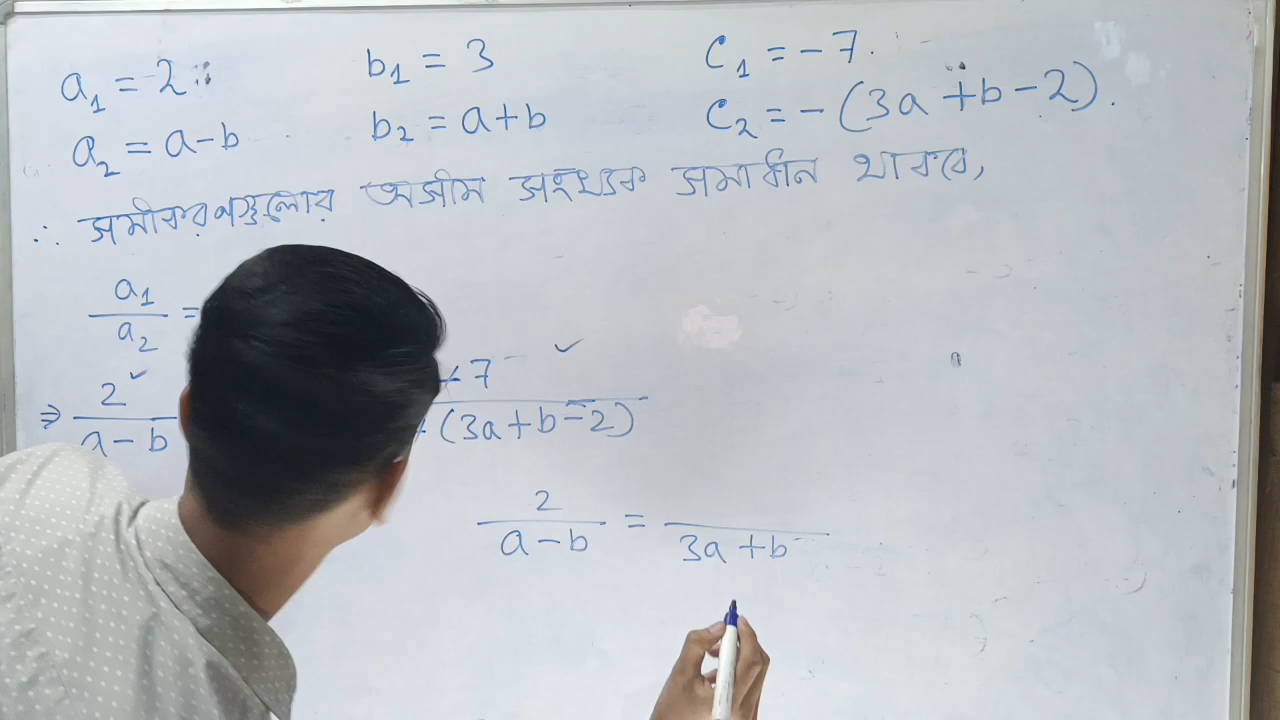 a₁ = 2 b₁ = 3 c₁ = -7.
a₂ = a-b b₂ = a+b c₂ = -(3a+b-2).
∴ সমীকরণগুলোর অসীম সংখ্যক সমাধান থাকবে,
a₁/a₂ =
⇒ 2/(a-b) -7/-(3a+b-2)
2/(a-b) = /(3a+b